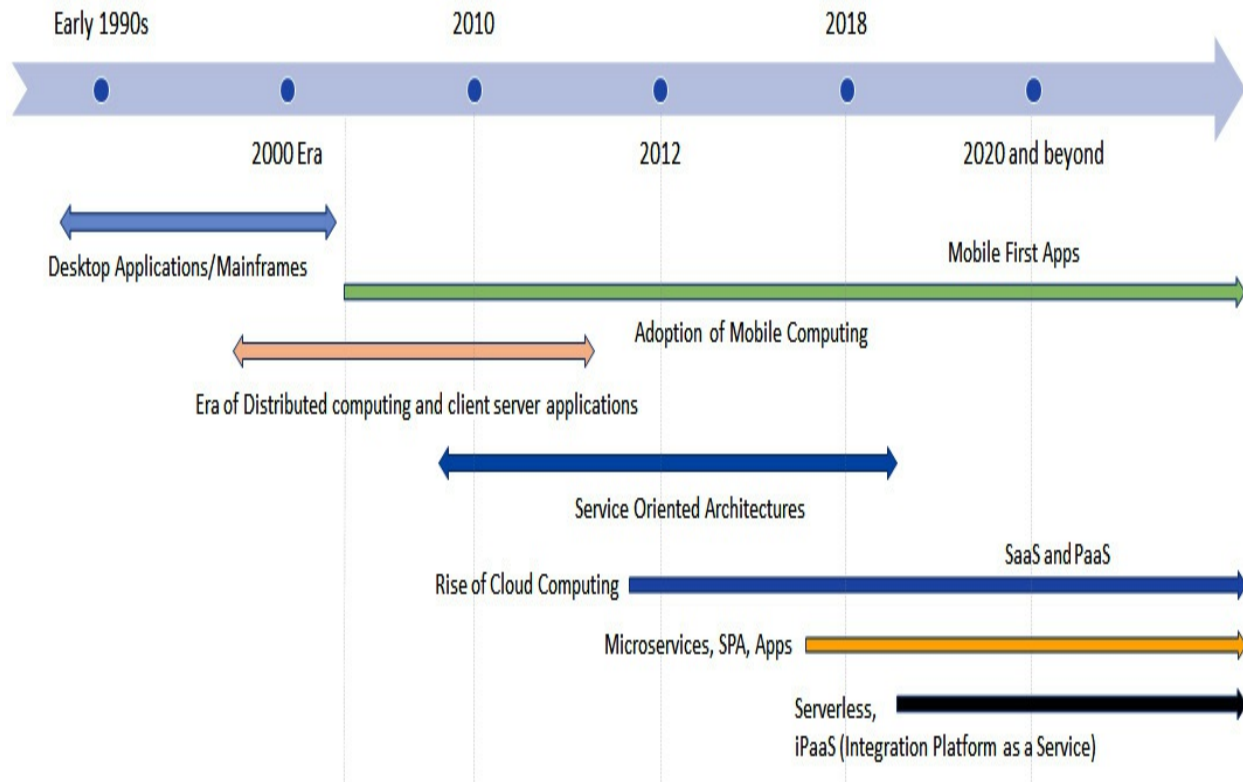 Early 1990s
2010
2018
2000 Era
2012
2020 and beyond
Desktop Applications/Mainframes
Mobile First Apps
Adoption of Mobile Computing
Era of Distributed computing and client server applications
Service Oriented Architectures
SaaS and PaaS
Rise of Cloud Computing
Microservices, SPA, Apps
Serverless,
iPaaS (Integration Platform as a Service)